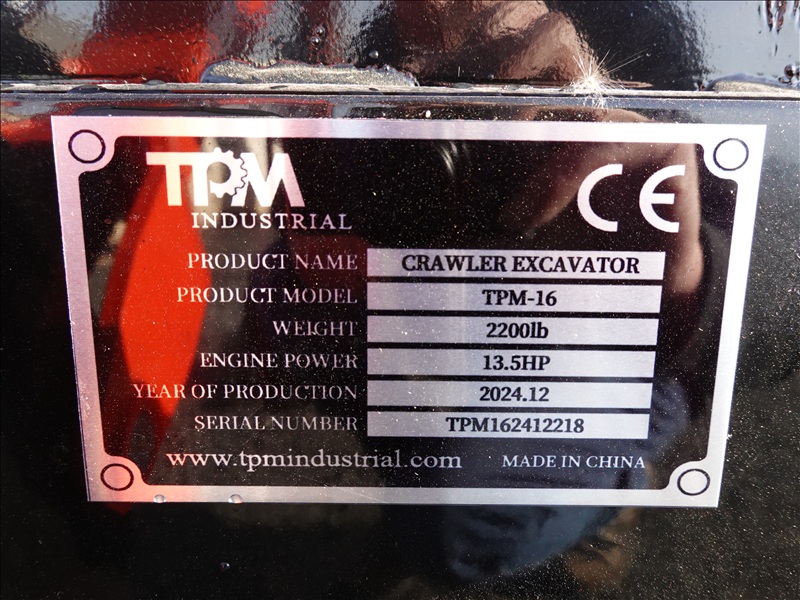 TPM
INDUSTRIAL
CE
PRODUCT NAME CRAWLER EXCAVATOR
PRODUCT MODEL TPM-16
WEIGHT 2200lb
ENGINE POWER 13.5HP
YEAR OF PRODUCTION 2024.12
SERIAL NUMBER TPM162412218
www.tpmindustrial.com MADE IN CHINA